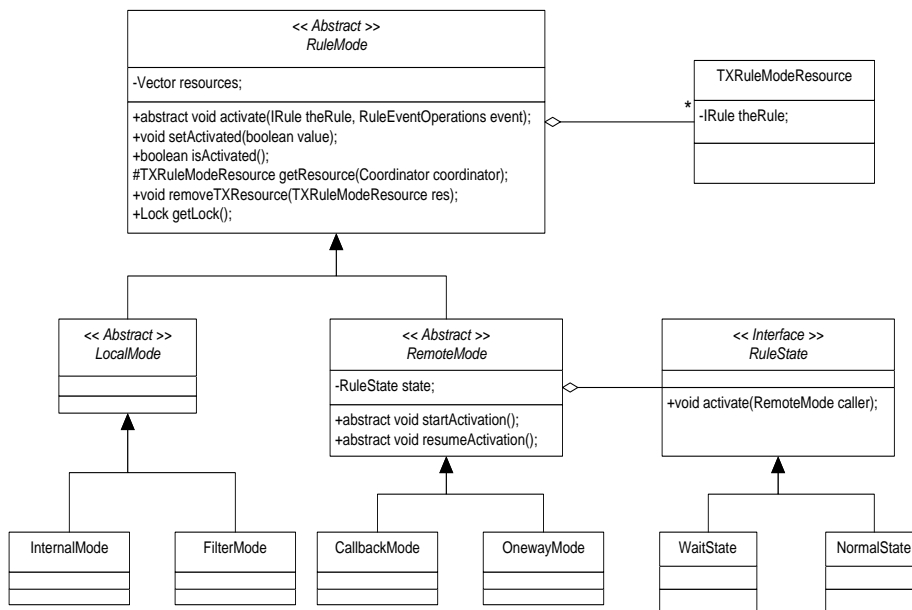 << Abstract >>
RuleMode
-Vector resources;
+abstract void activate(IRule theRule, RuleEventOperations event);
+void setActivated(boolean value);
+boolean isActivated();
#TXRuleModeResource getResource(Coordinator coordinator);
+void removeTXResource(TXRuleModeResource res);
+Lock getLock();
*
TXRuleModeResource
-IRule theRule;
<< Abstract >>
LocalMode
<< Abstract >>
RemoteMode
-RuleState state;
+abstract void startActivation();
+abstract void resumeActivation();
<< Interface >>
RuleState
+void activate(RemoteMode caller);
InternalMode
FilterMode
CallbackMode
OnewayMode
WaitState
NormalState